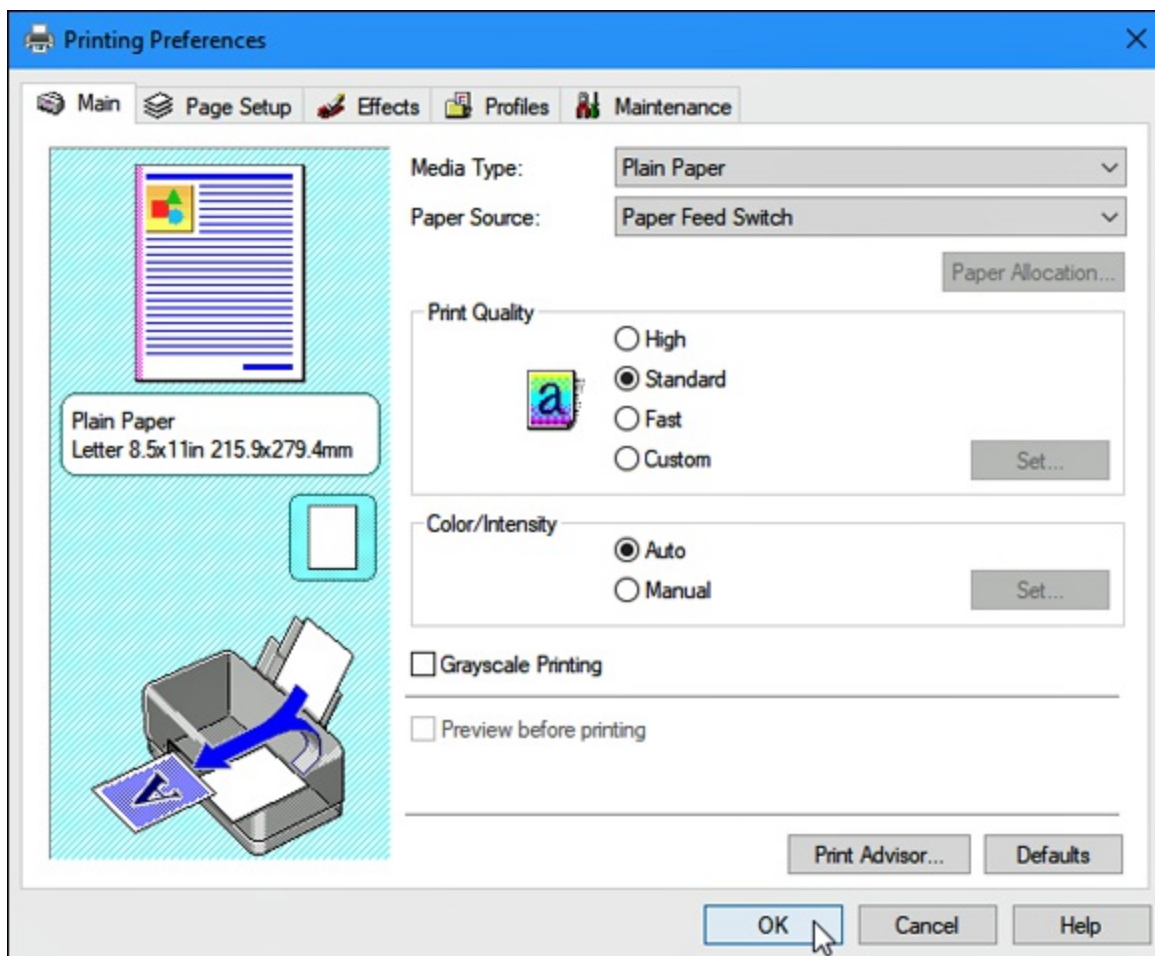 Printing Preferences
Main Page Setup Effects Profiles Maintenance
Media Type: Plain Paper
Paper Source: Paper Feed Switch
Paper Allocation...
Print Quality
High
a Standard
Fast
Custom Set...
Plain Paper
Letter 8.5x11in 215.9x279.4mm
Color/Intensity
Auto
Manual Set...
Grayscale Printing
Preview before printing
A
Print Advisor... Defaults
OK Cancel Help